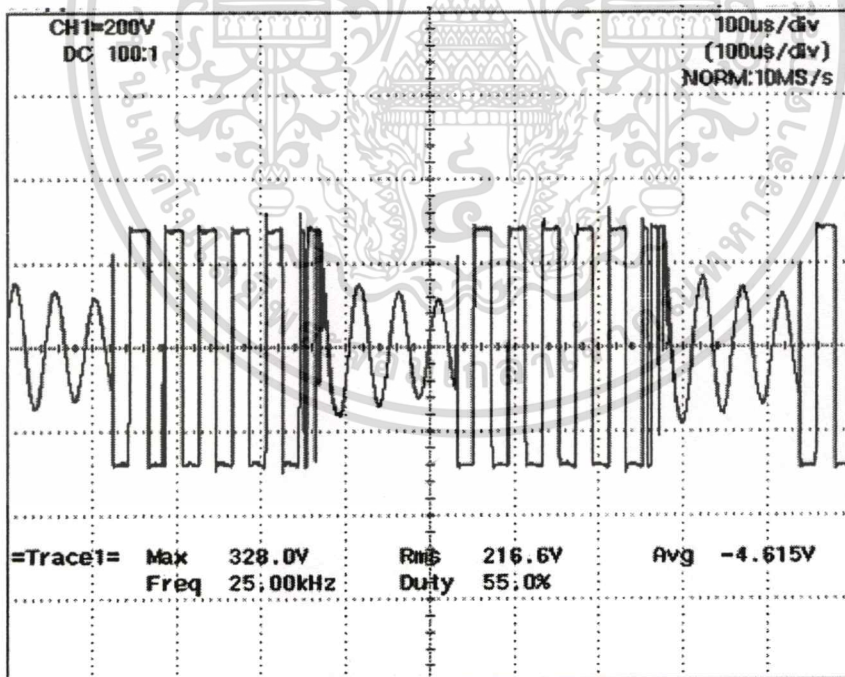 CH1=200V
DC 100:1
100us/div
(100us/div)
NORM:10MS/s
=Trace1= Max 328.0V Rms 216.6V Avg -4.615V
Freq 25.00kHz Duty 55.0%